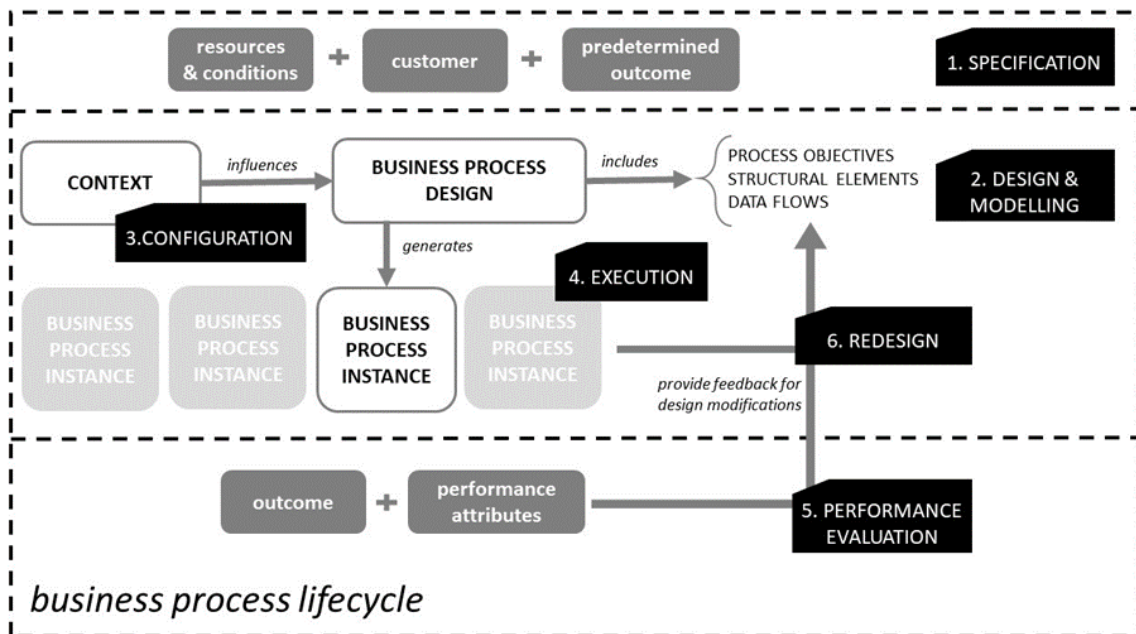 resources
& conditions
+
customer
+
predetermined
outcome
1. SPECIFICATION
CONTEXT
influences
BUSINESS PROCESS
DESIGN
includes
PROCESS OBJECTIVES
STRUCTURAL ELEMENTS
DATA FLOWS
2. DESIGN &
MODELLING
3.CONFIGURATION
generates
4. EXECUTION
BUSINESS
PROCESS
INSTANCE
BUSINESS
PROCESS
INSTANCE
BUSINESS
PROCESS
INSTANCE
BUSINESS
PROCESS
INSTANCE
6. REDESIGN
provide feedback for
design modifications
outcome
+
performance
attributes
5. PERFORMANCE
EVALUATION
business process lifecycle